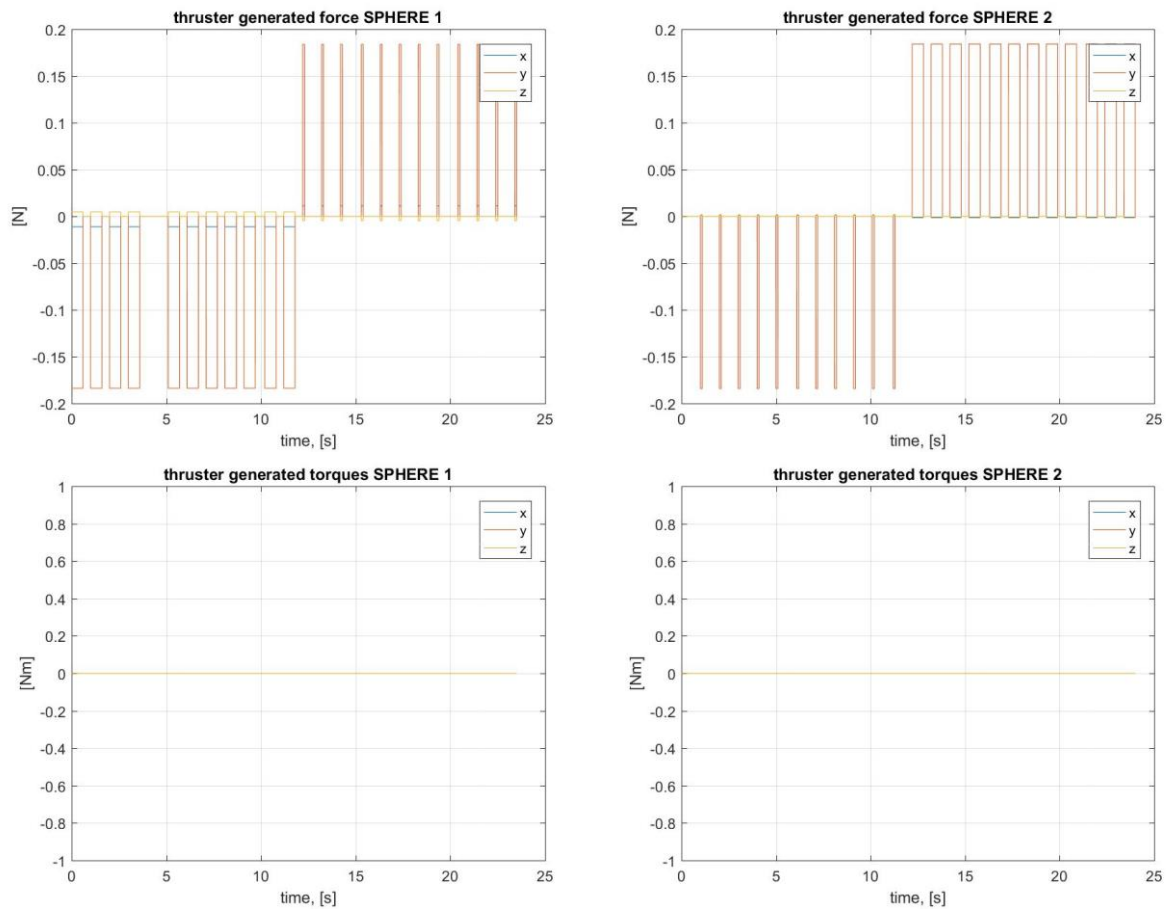 thruster generated force SPHERE 1
0.2
0.15
0.1
0.05
0
-0.05
-0.1
-0.15
-0.2
[N]
x
y
z
0 5 10 15 20 25
time, [s]
thruster generated force SPHERE 2
0.2
0.15
0.1
0.05
0
-0.05
-0.1
-0.15
-0.2
[N]
x
y
z
0 5 10 15 20 25
time, [s]
thruster generated torques SPHERE 1
1
0.8
0.6
0.4
0.2
0
-0.2
-0.4
-0.6
-0.8
-1
[Nm]
x
y
z
0 5 10 15 20 25
time, [s]
thruster generated torques SPHERE 2
1
0.8
0.6
0.4
0.2
0
-0.2
-0.4
-0.6
-0.8
-1
[Nm]
x
y
z
0 5 10 15 20 25
time, [s]